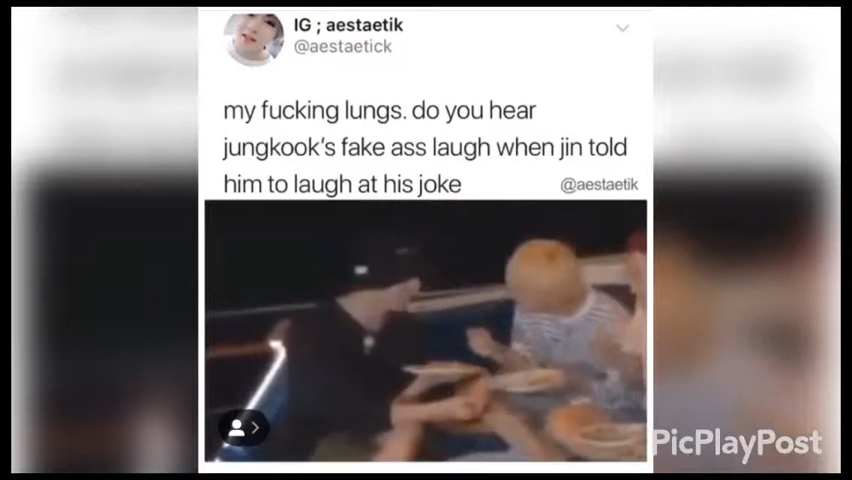 IG ; aestaetik
@aestaetick
my fucking lungs. do you hear
jungkook's fake ass laugh when jin told
him to laugh at his joke
@aestaetik
PicPlayPost